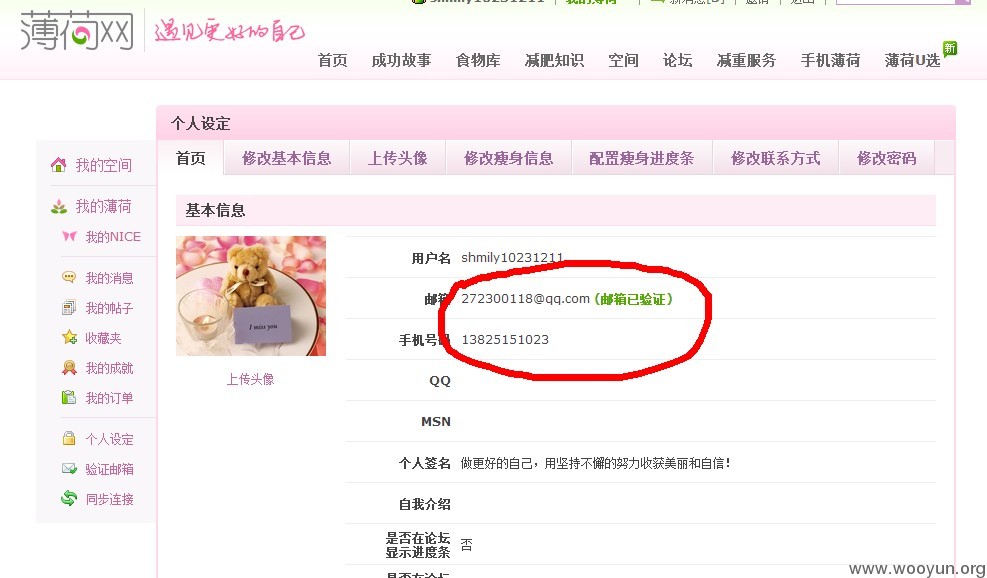 shmily10231211 | 我的薄荷
薄荷网 遇见更好的自己
首页 成功故事 食物库 减肥知识 空间 论坛 减重服务 手机薄荷 薄荷U选 新
个人设定
首页 修改基本信息 上传头像 修改瘦身信息 配置瘦身进度条 修改联系方式 修改密码
我的空间
我的薄荷
我的NICE
我的消息
我的帖子
收藏夹
我的成就
我的订单
个人设定
验证邮箱
同步连接
基本信息
I miss you
上传头像
用户名 shmily10231211
邮箱 272300118@qq.com (邮箱已验证)
手机号码 13825151023
QQ
MSN
个人签名 做更好的自己，用坚持不懈的努力收获美丽和自信！
自我介绍
是否在论坛
显示进度条 否
是否在论坛
www.wooyun.org